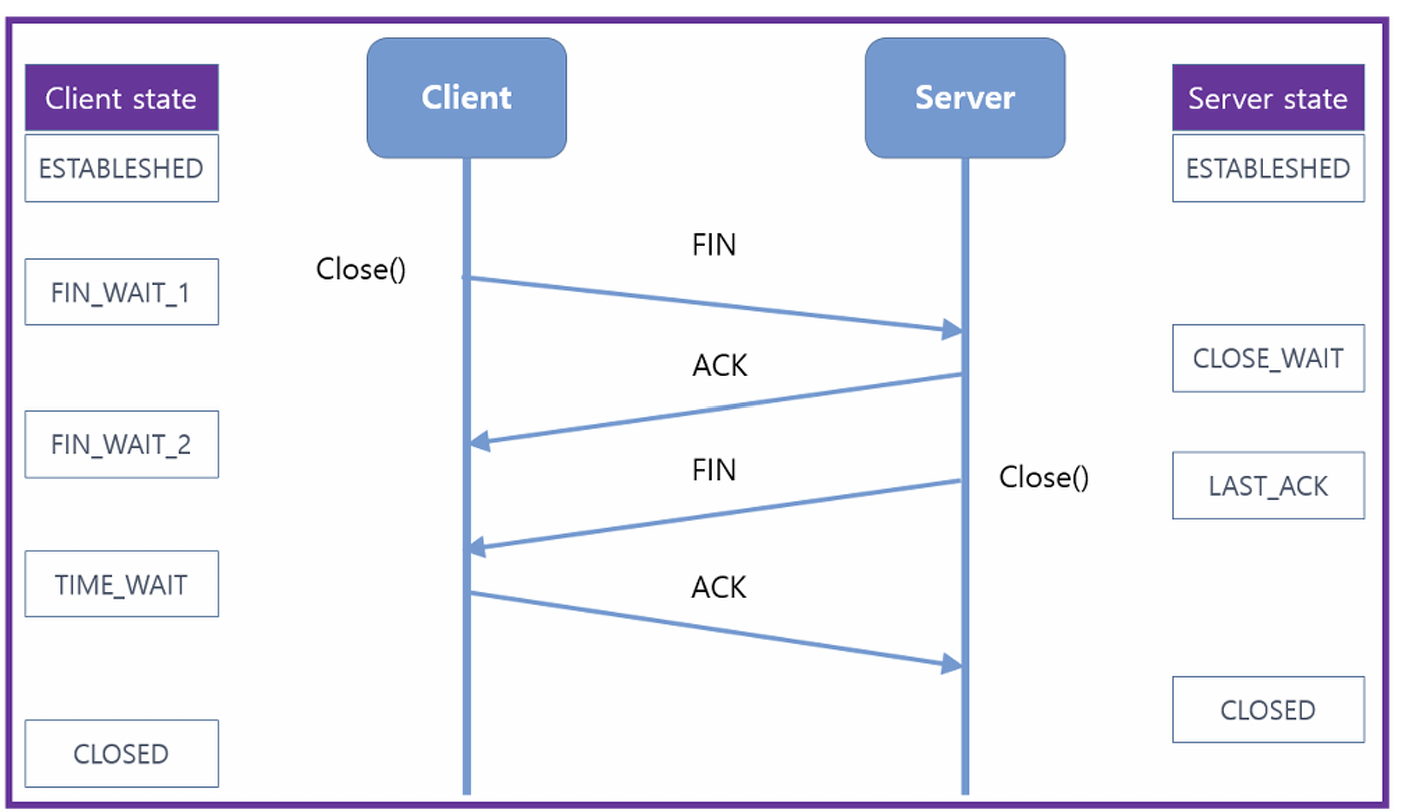 Client
Server
Client state
Server state
ESTABLESHED
ESTABLESHED
FIN
Close()
FIN_WAIT_1
CLOSE_WAIT
ACK
FIN_WAIT_2
FIN
Close()
LAST_ACK
TIME_WAIT
ACK
CLOSED
CLOSED